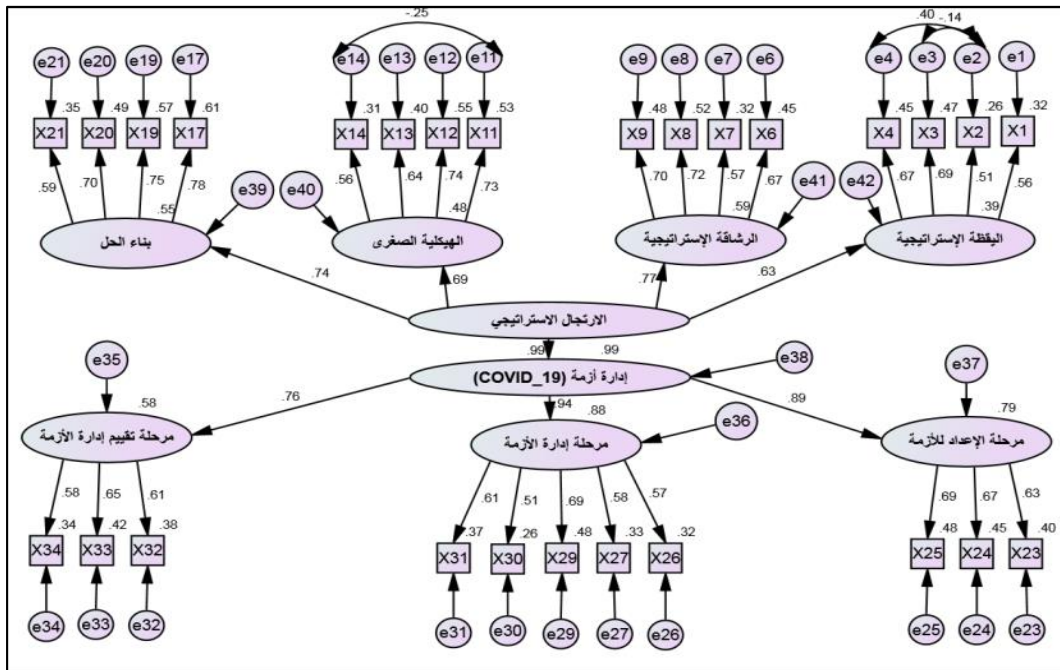 -.25
.40 -.14
e21 e20 e19 e17
e14 e13 e12 e11
e9 e8 e7 e6
e4 e3 e2 e1
.35 .49 .57 .61
.31 .40 .55 .53
.48 .52 .32 .45
.45 .47 .26 .32
X21 X20 X19 X17
X14 X13 X12 X11
X9 X8 X7 X6
X4 X3 X2 X1
.59 .70 .75 .78
.56 .64 .74 .73
.70 .72 .57 .67
.67 .69 .51 .56
e39 e40 e41 e42
.55 .48 .59 .39
بناء الحل
الهيكلية الصغرى
الرشاقة الإستراتيجية
اليقظة الإستراتيجية
.74 .69 .77 .63
الارتجال الاستراتيجي
.99 .99
إدارة أزمة (COVID_19)
e38
e35
e37
.76 .94 .89
.58 .88 .79
e36
مرحلة تقييم إدارة الأزمة
مرحلة إدارة الأزمة
مرحلة الإعداد للأزمة
.58 .65 .61
.61 .51 .69 .58 .57
.69 .67 .63
.34 .42 .38
.37 .26 .48 .33 .32
.48 .45 .40
X34 X33 X32
X31 X30 X29 X27 X26
X25 X24 X23
e34 e33 e32
e31 e30 e29 e27 e26
e25 e24 e23